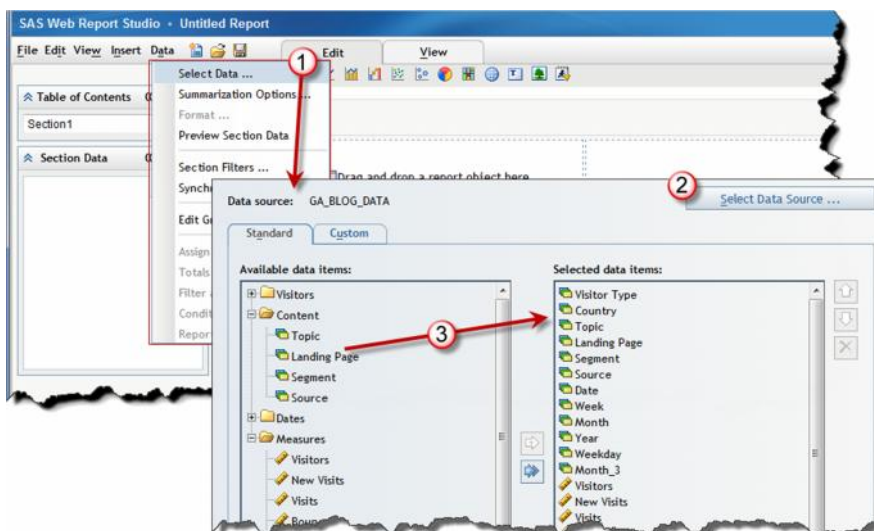 SAS Web Report Studio - Untitled Report
File Edit View Insert Data
Edit
View
1
Select Data ...
Summarization Options ...
Format ...
Preview Section Data
Section Filters ...
Table of Contents
Section1
Section Data
Drag and drop a report object here
2
Data source: GA_BLOG_DATA
Select Data Source ...
Standard
Custom
Available data items:
Visitors
Content
Topic
Landing Page
Segment
Source
Dates
Measures
Visitors
New Visits
Visits
3
Selected data items:
Visitor Type
Country
Topic
Landing Page
Segment
Source
Date
Week
Month
Year
Weekday
Month_3
Visitors
New Visits
Visits